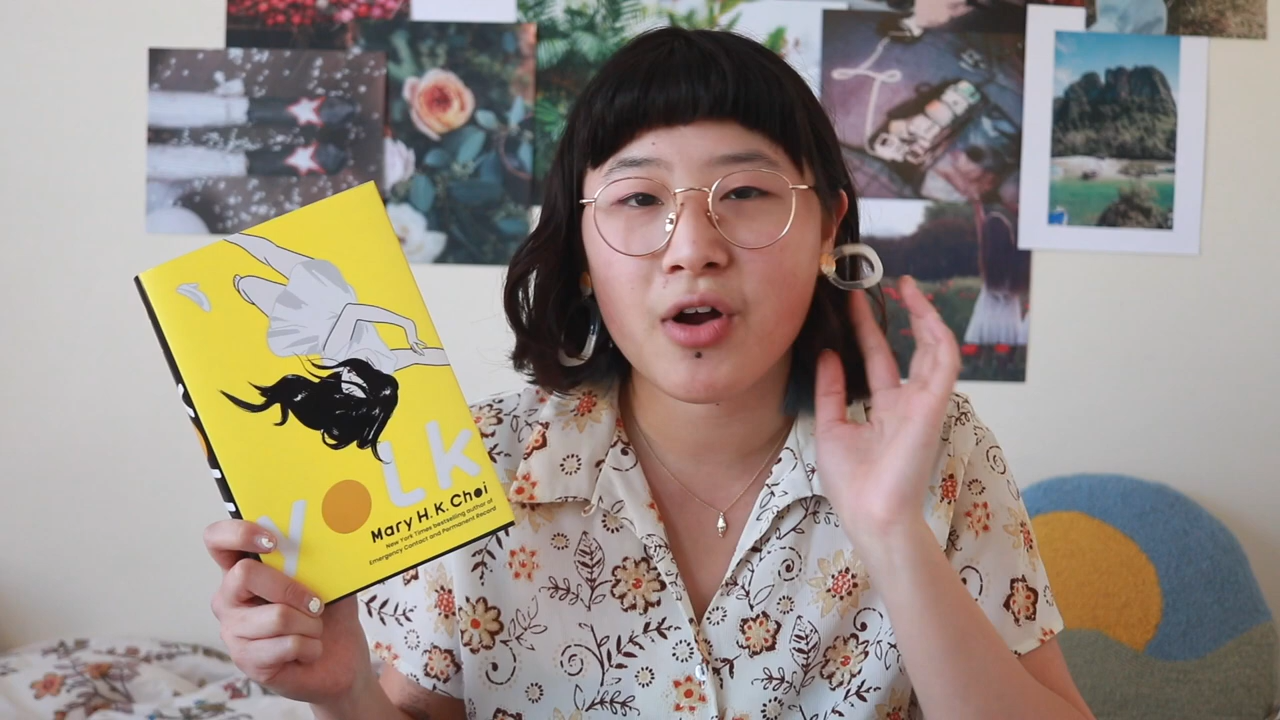 YOLK
Mary H.K. Choi
New York Times bestselling author of
Emergency Contact and Permanent Record